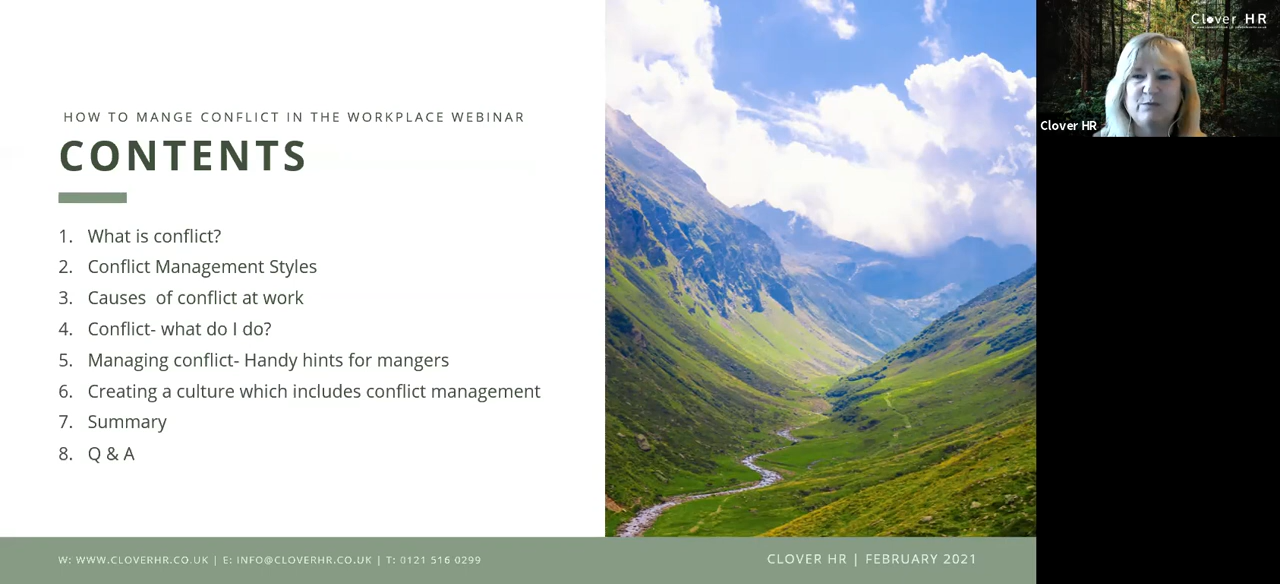 HOW TO MANGE CONFLICT IN THE WORKPLACE WEBINAR
CONTENTS
1. What is conflict?
2. Conflict Management Styles
3. Causes of conflict at work
4. Conflict- what do I do?
5. Managing conflict- Handy hints for mangers
6. Creating a culture which includes conflict management
7. Summary
8. Q & A
W: WWW.CLOVERHR.CO.UK | E: INFO@CLOVERHR.CO.UK | T: 0121 516 0299
CLOVER HR | FEBRUARY 2021
Clover HR
Clover HR